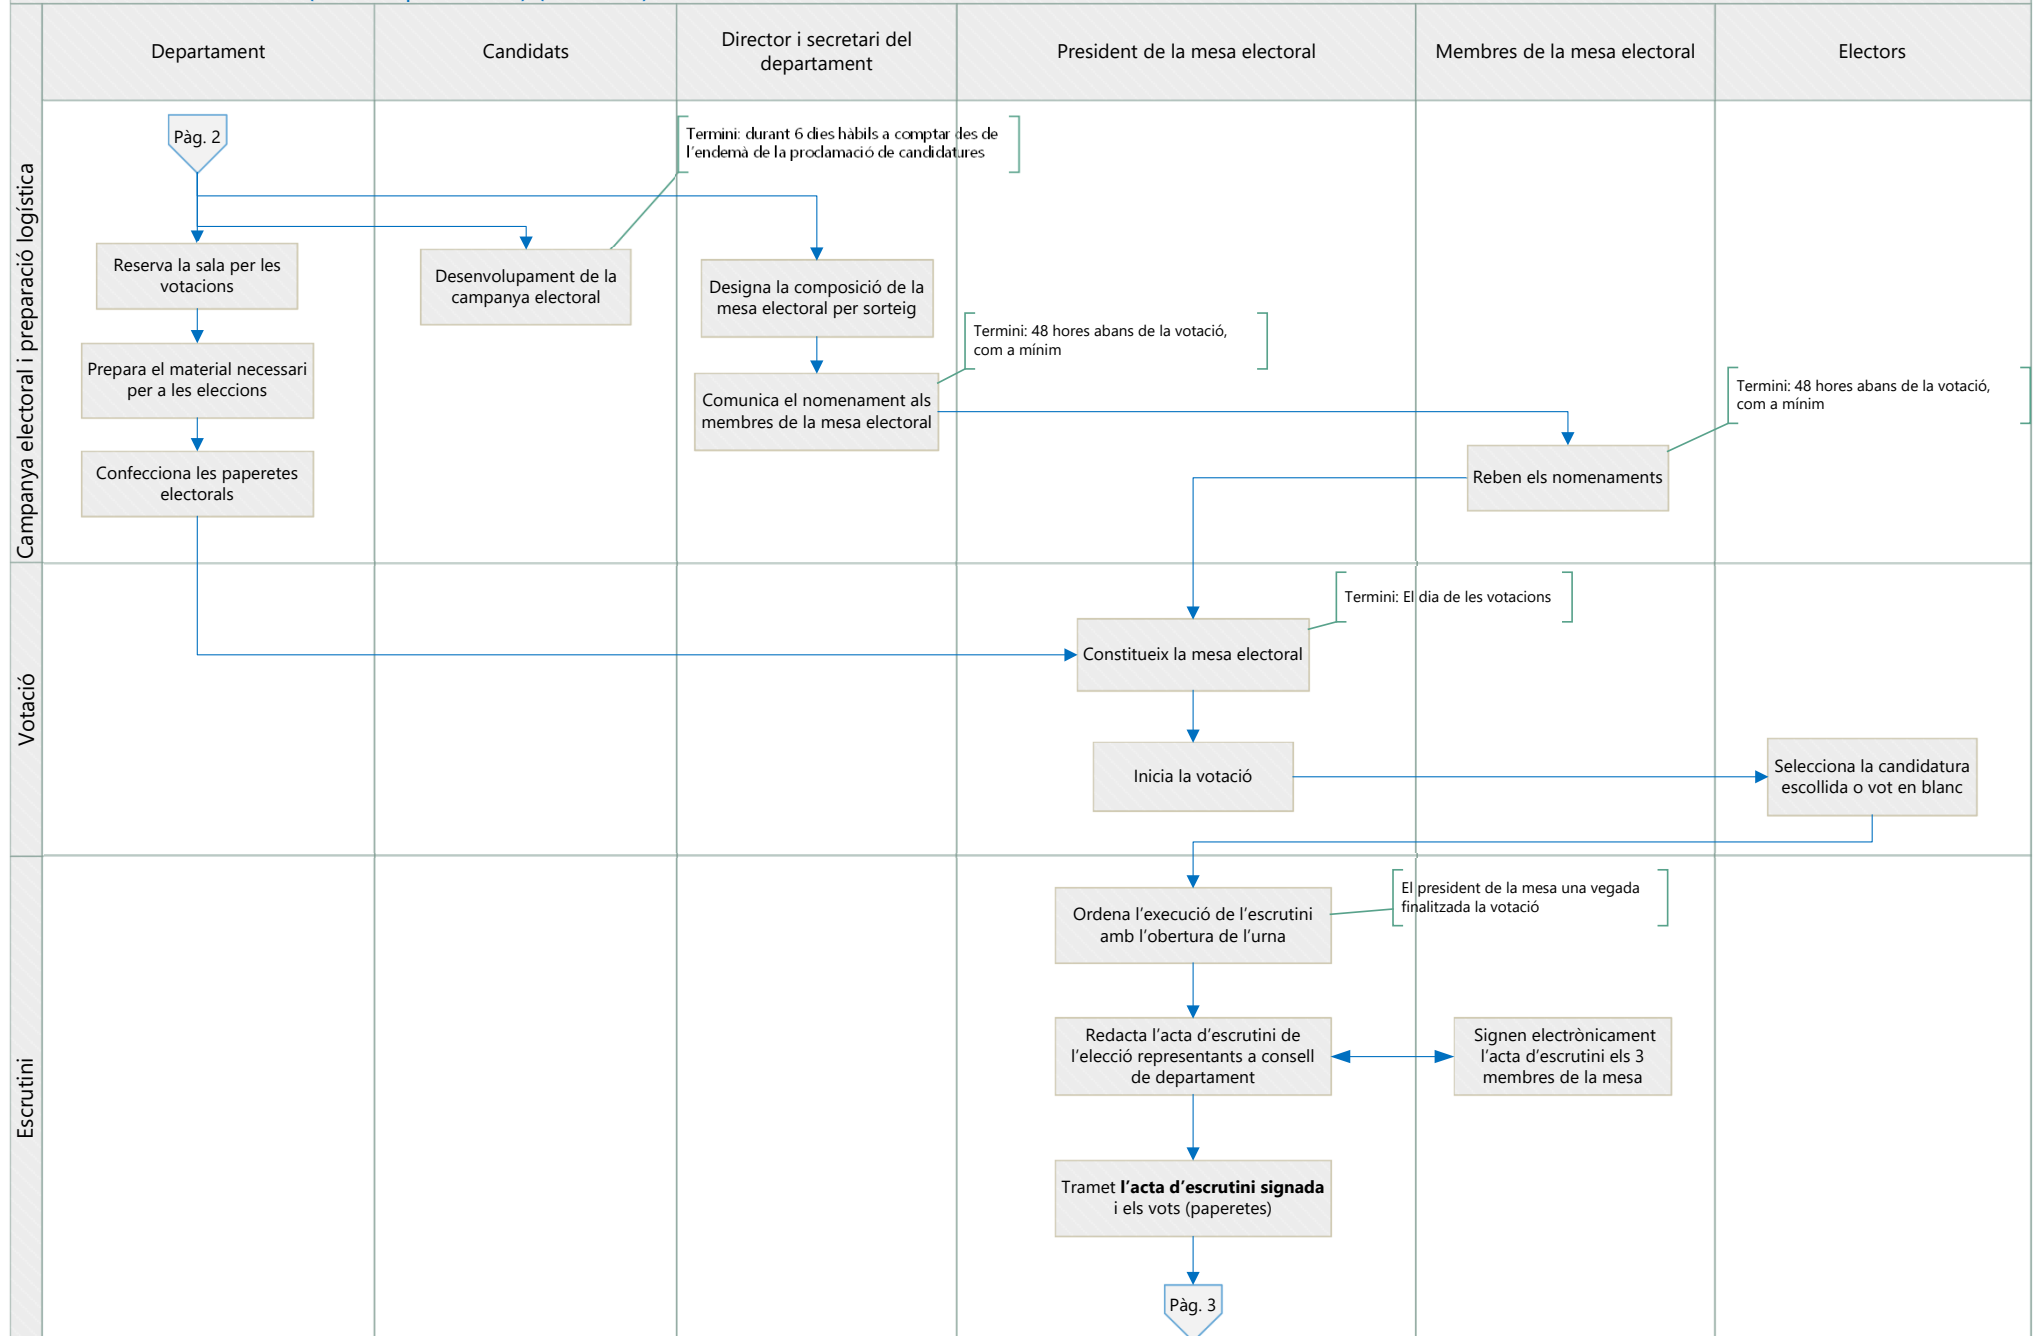 Departament
Candidats
Director i secretari del
departament
President de la mesa electoral
Membres de la mesa electoral
Electors
Campanya electoral i preparació logística
Pàg. 2
Termini: durant 6 dies hàbils a comptar des de
l'endemà de la proclamació de candidatures
Reserva la sala per les
votacions
Desenvolupament de la
campanya electoral
Designa la composició de la
mesa electoral per sorteig
Termini: 48 hores abans de la votació,
com a mínim
Prepara el material necessari
per a les eleccions
Comunica el nomenament als
membres de la mesa electoral
Termini: 48 hores abans de la votació,
com a mínim
Confecciona les paperetes
electorals
Reben els nomenaments
Votació
Termini: El dia de les votacions
Constitueix la mesa electoral
Inicia la votació
Selecciona la candidatura
escollida o vot en blanc
Escrutini
El president de la mesa una vegada
finalitzada la votació
Ordena l'execució de l'escrutini
amb l'obertura de l'urna
Redacta l'acta d'escrutini de
l'elecció representants a consell
de departament
Signen electrònicament
l'acta d'escrutini els 3
membres de la mesa
Tramet l'acta d'escrutini signada
i els vots (paperetes)
Pàg. 3